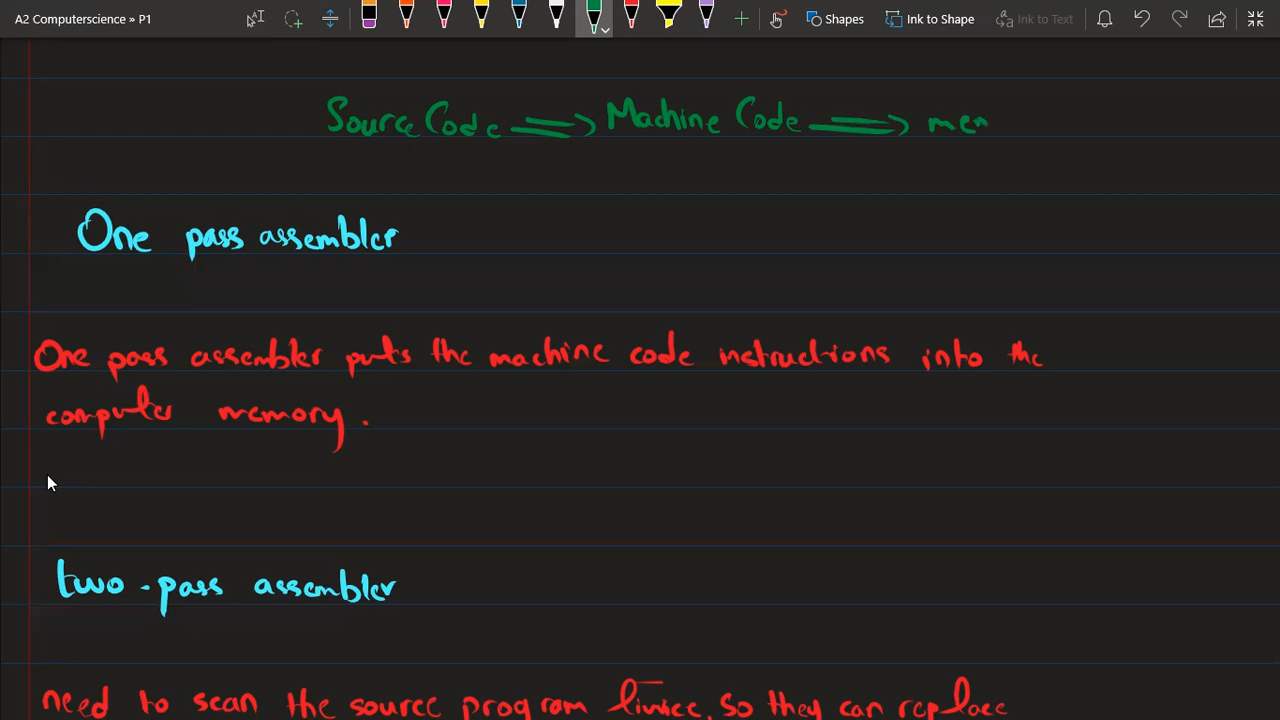 A2 Computerscience » P1
Shapes
Ink to Shape
Ink to Text
Source Code => Machine Code => mem
One pass assembler
One pass assembler puts the machine code instructions into the
computer memory.
two-pass assembler
need to scan the source program twice, so they can replace